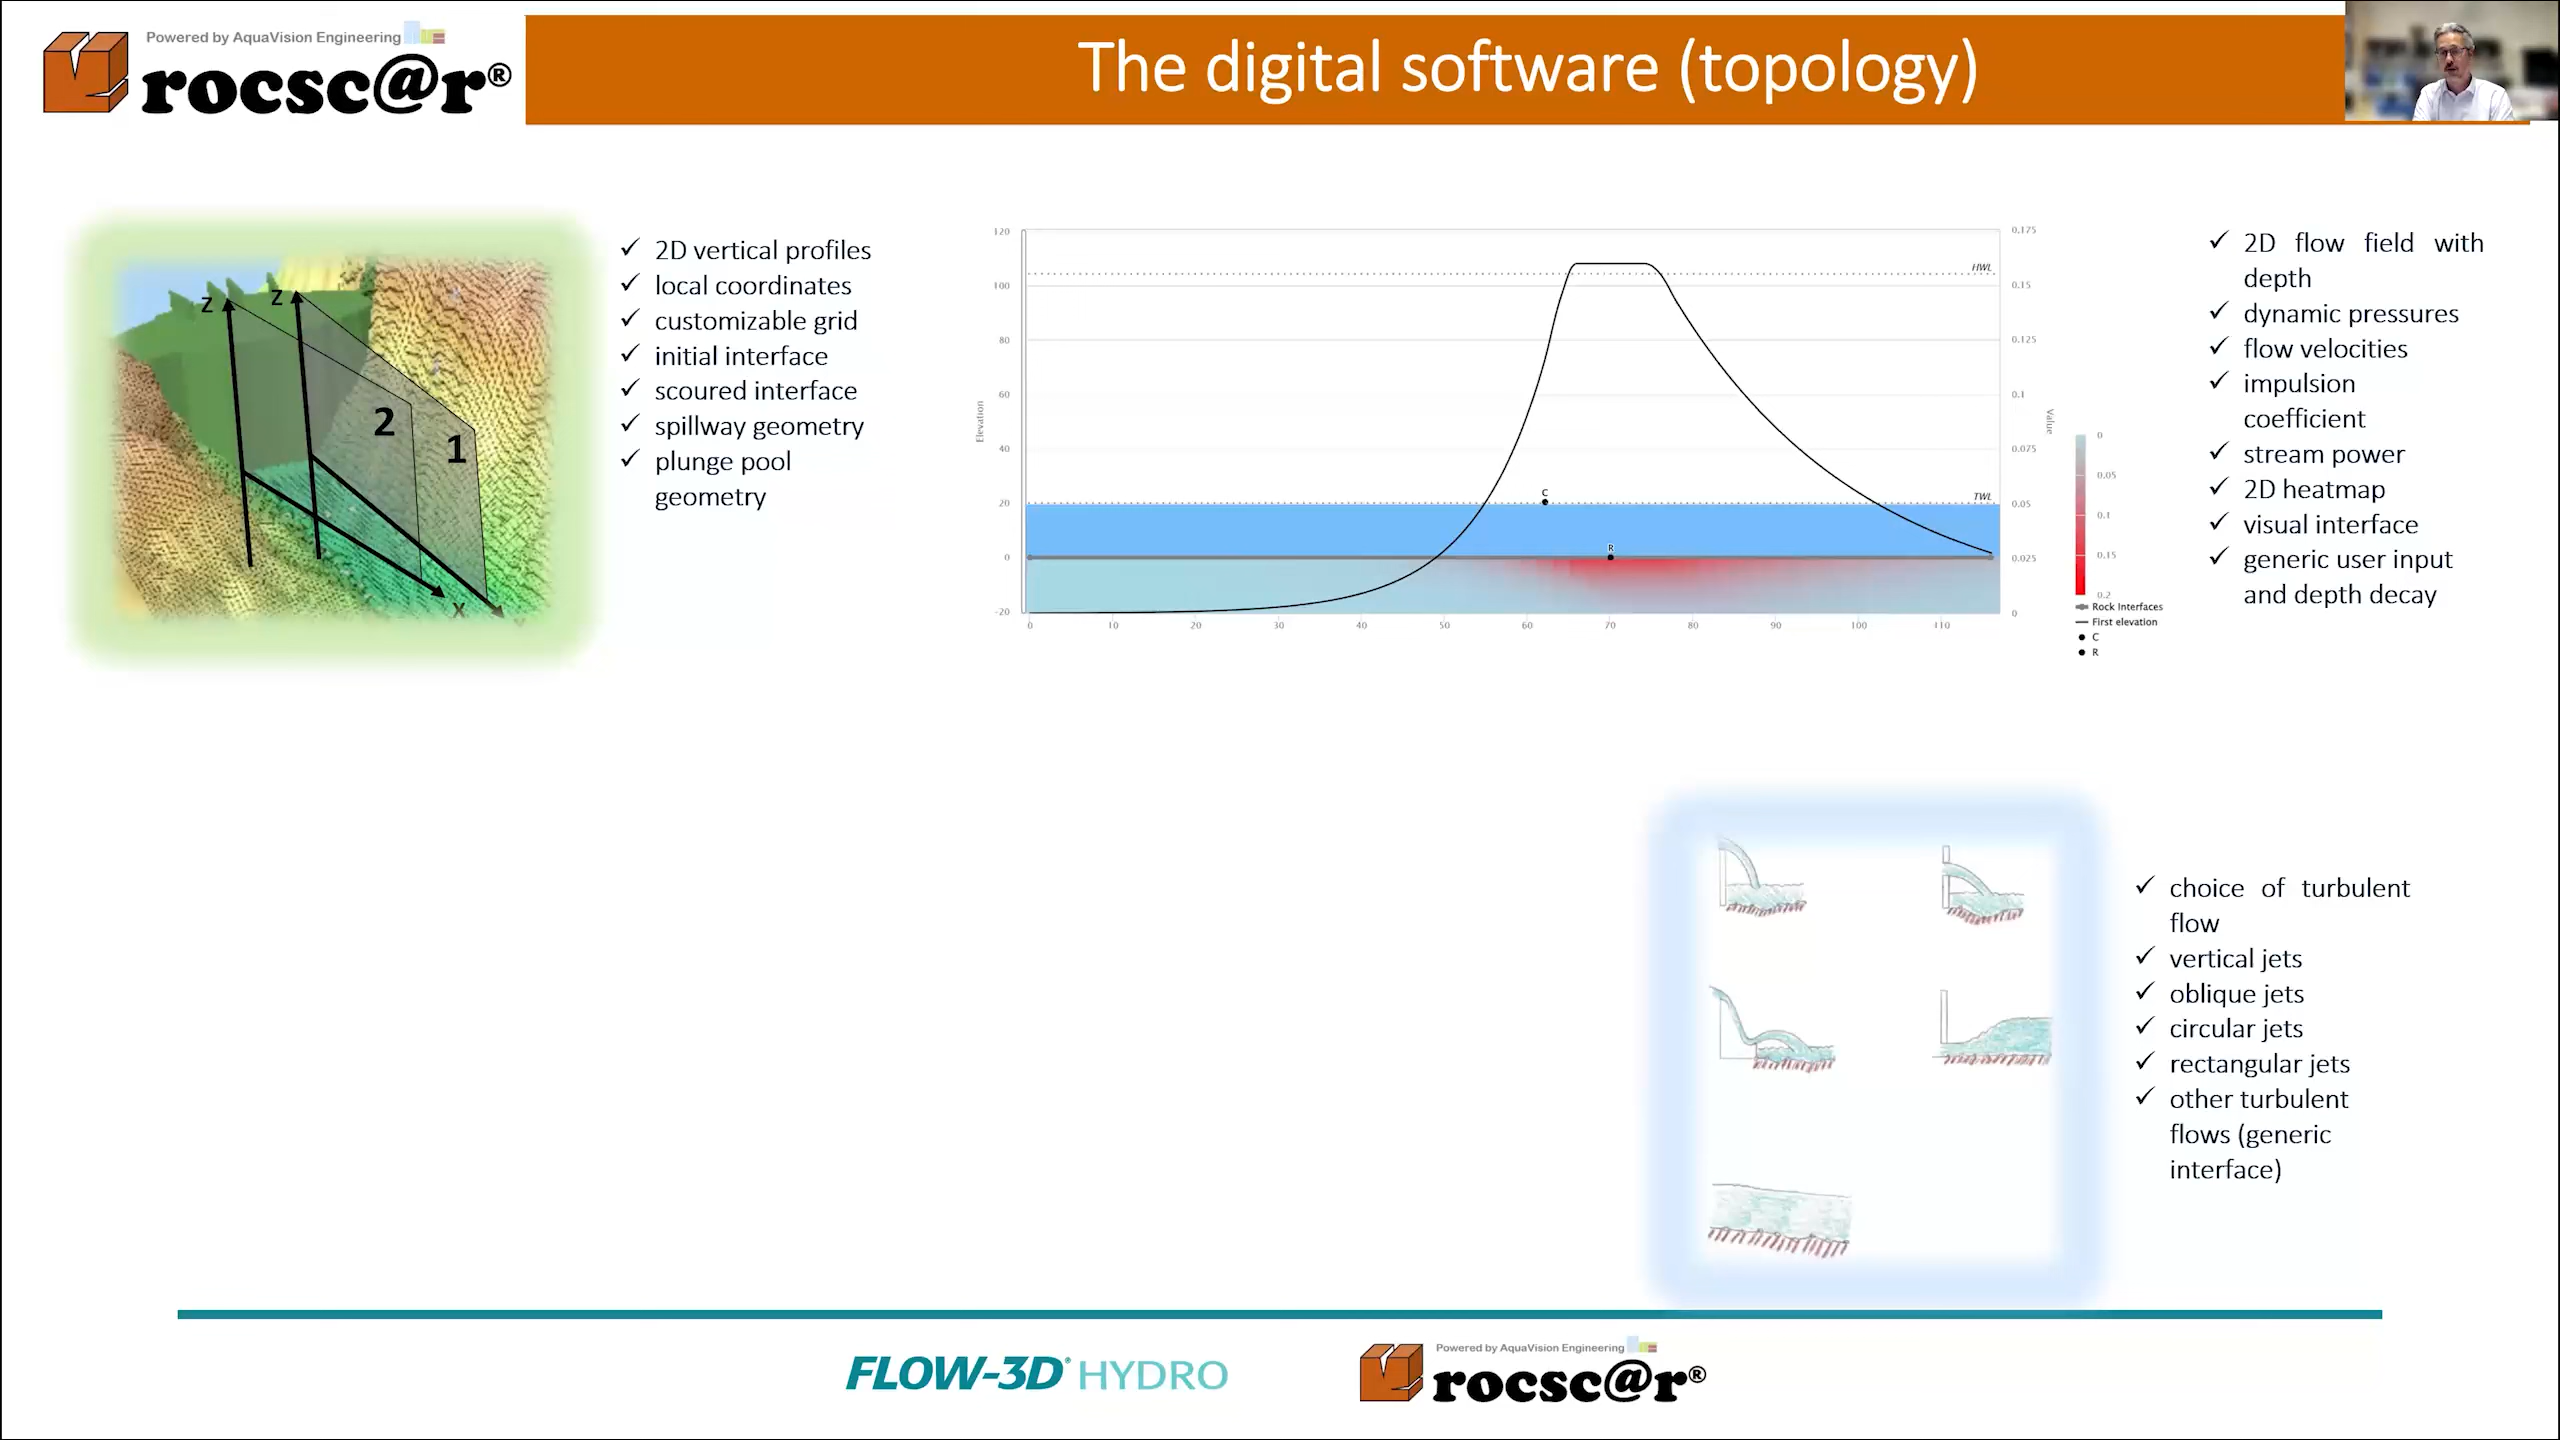 Powered by AquaVision Engineering
rocsc@r®
The digital software (topology)
Z
Z
2
1
X
✓ 2D vertical profiles
✓ local coordinates
✓ customizable grid
✓ initial interface
✓ scoured interface
✓ spillway geometry
✓ plunge pool
geometry
120
100
80
60
40
20
0
-20
Elevation
0
10
20
30
40
50
60
70
80
90
100
110
HWL
TWL
C
R
0.175
0.15
0.125
0.1
0.075
0.05
0.025
0
Value
0
0.05
0.1
0.15
0.2
Rock Interfaces
First elevation
C
R
✓ 2D flow field with
depth
✓ dynamic pressures
✓ flow velocities
✓ impulsion
coefficient
✓ stream power
✓ 2D heatmap
✓ visual interface
✓ generic user input
and depth decay
✓ choice of turbulent
flow
✓ vertical jets
✓ oblique jets
✓ circular jets
✓ rectangular jets
✓ other turbulent
flows (generic
interface)
FLOW-3D® HYDRO
Powered by AquaVision Engineering
rocsc@r®